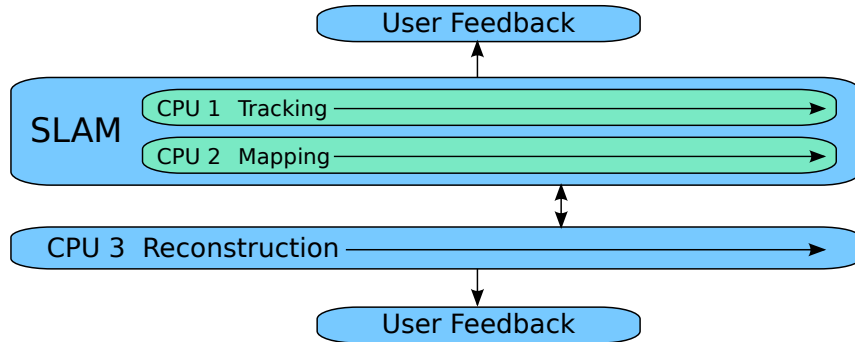 User Feedback
SLAM
CPU 1 Tracking
CPU 2 Mapping
CPU 3 Reconstruction
User Feedback